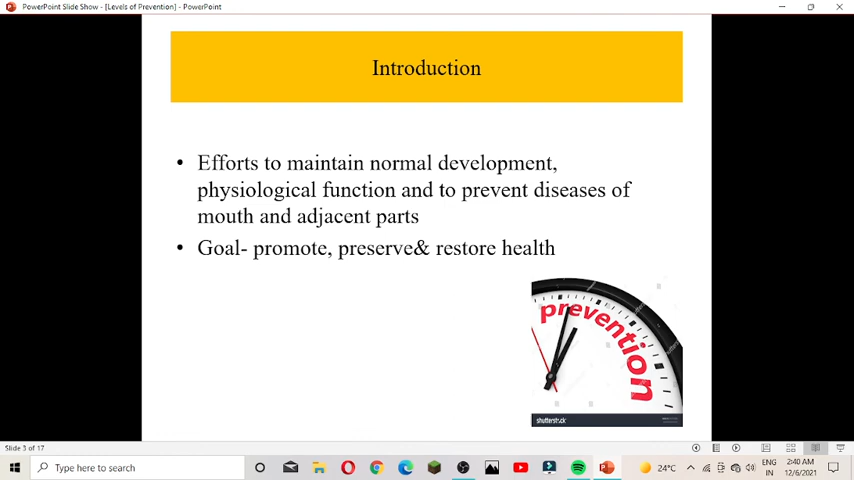 PowerPoint Slide Show - [Levels of Prevention] - PowerPoint
Introduction
• Efforts to maintain normal development,
physiological function and to prevent diseases of
mouth and adjacent parts
• Goal- promote, preserve& restore health
prevention
shutterstock
Slide 3 of 17
Type here to search
24°C
ENG
IN
2:40 AM
12/6/2021